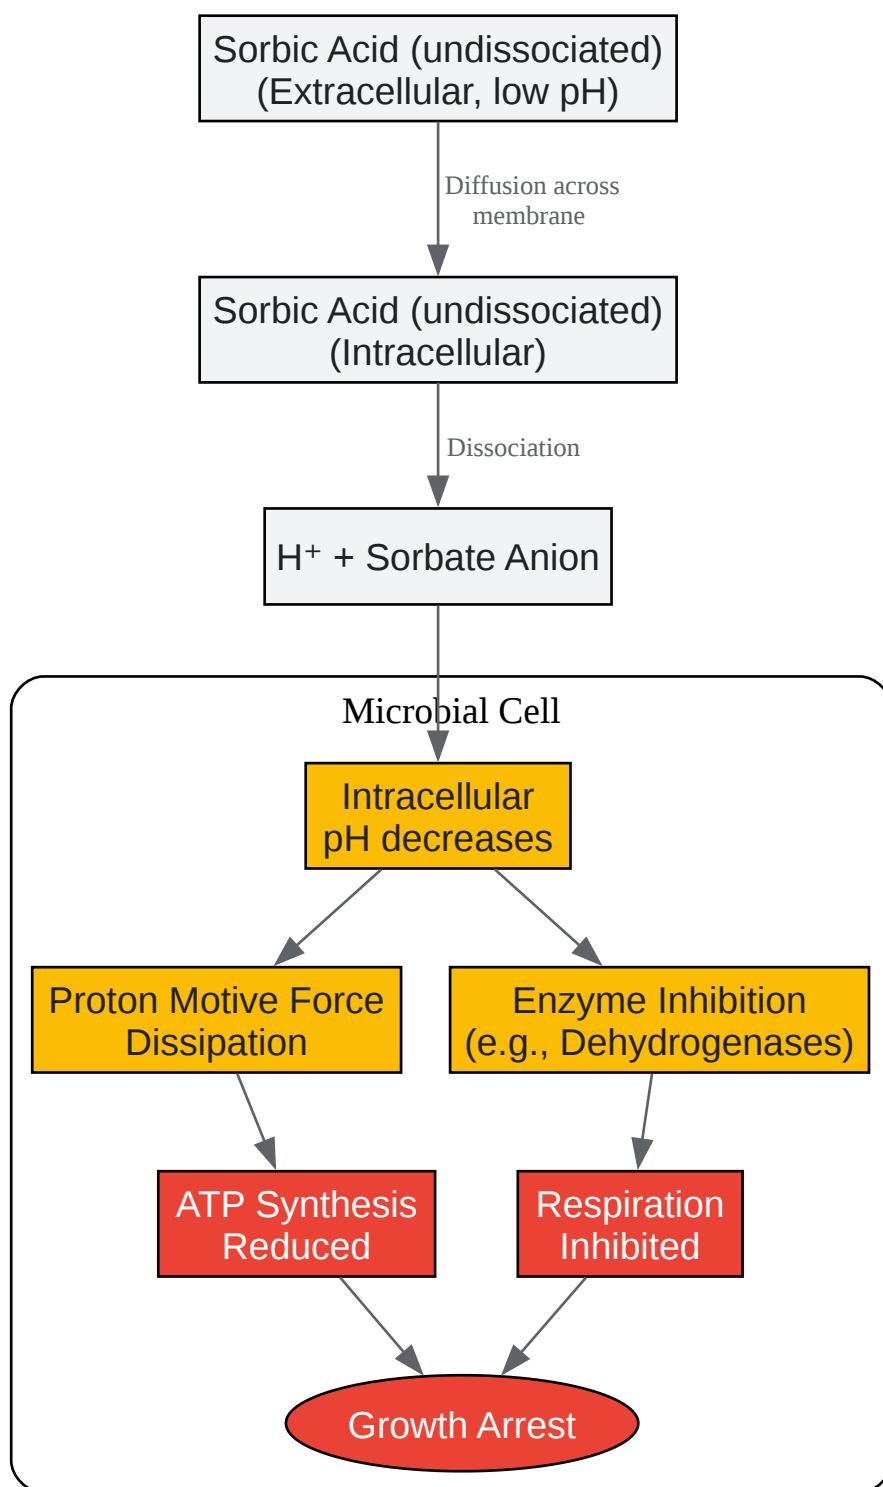 Sorbic Acid (undissociated)
(Extracellular, low pH)
Diffusion across
membrane
Sorbic Acid (undissociated)
(Intracellular)
Dissociation
H⁺ + Sorbate Anion
Microbial Cell
Intracellular
pH decreases
Proton Motive Force
Dissipation
Enzyme Inhibition
(e.g., Dehydrogenases)
ATP Synthesis
Reduced
Respiration
Inhibited
Growth Arrest